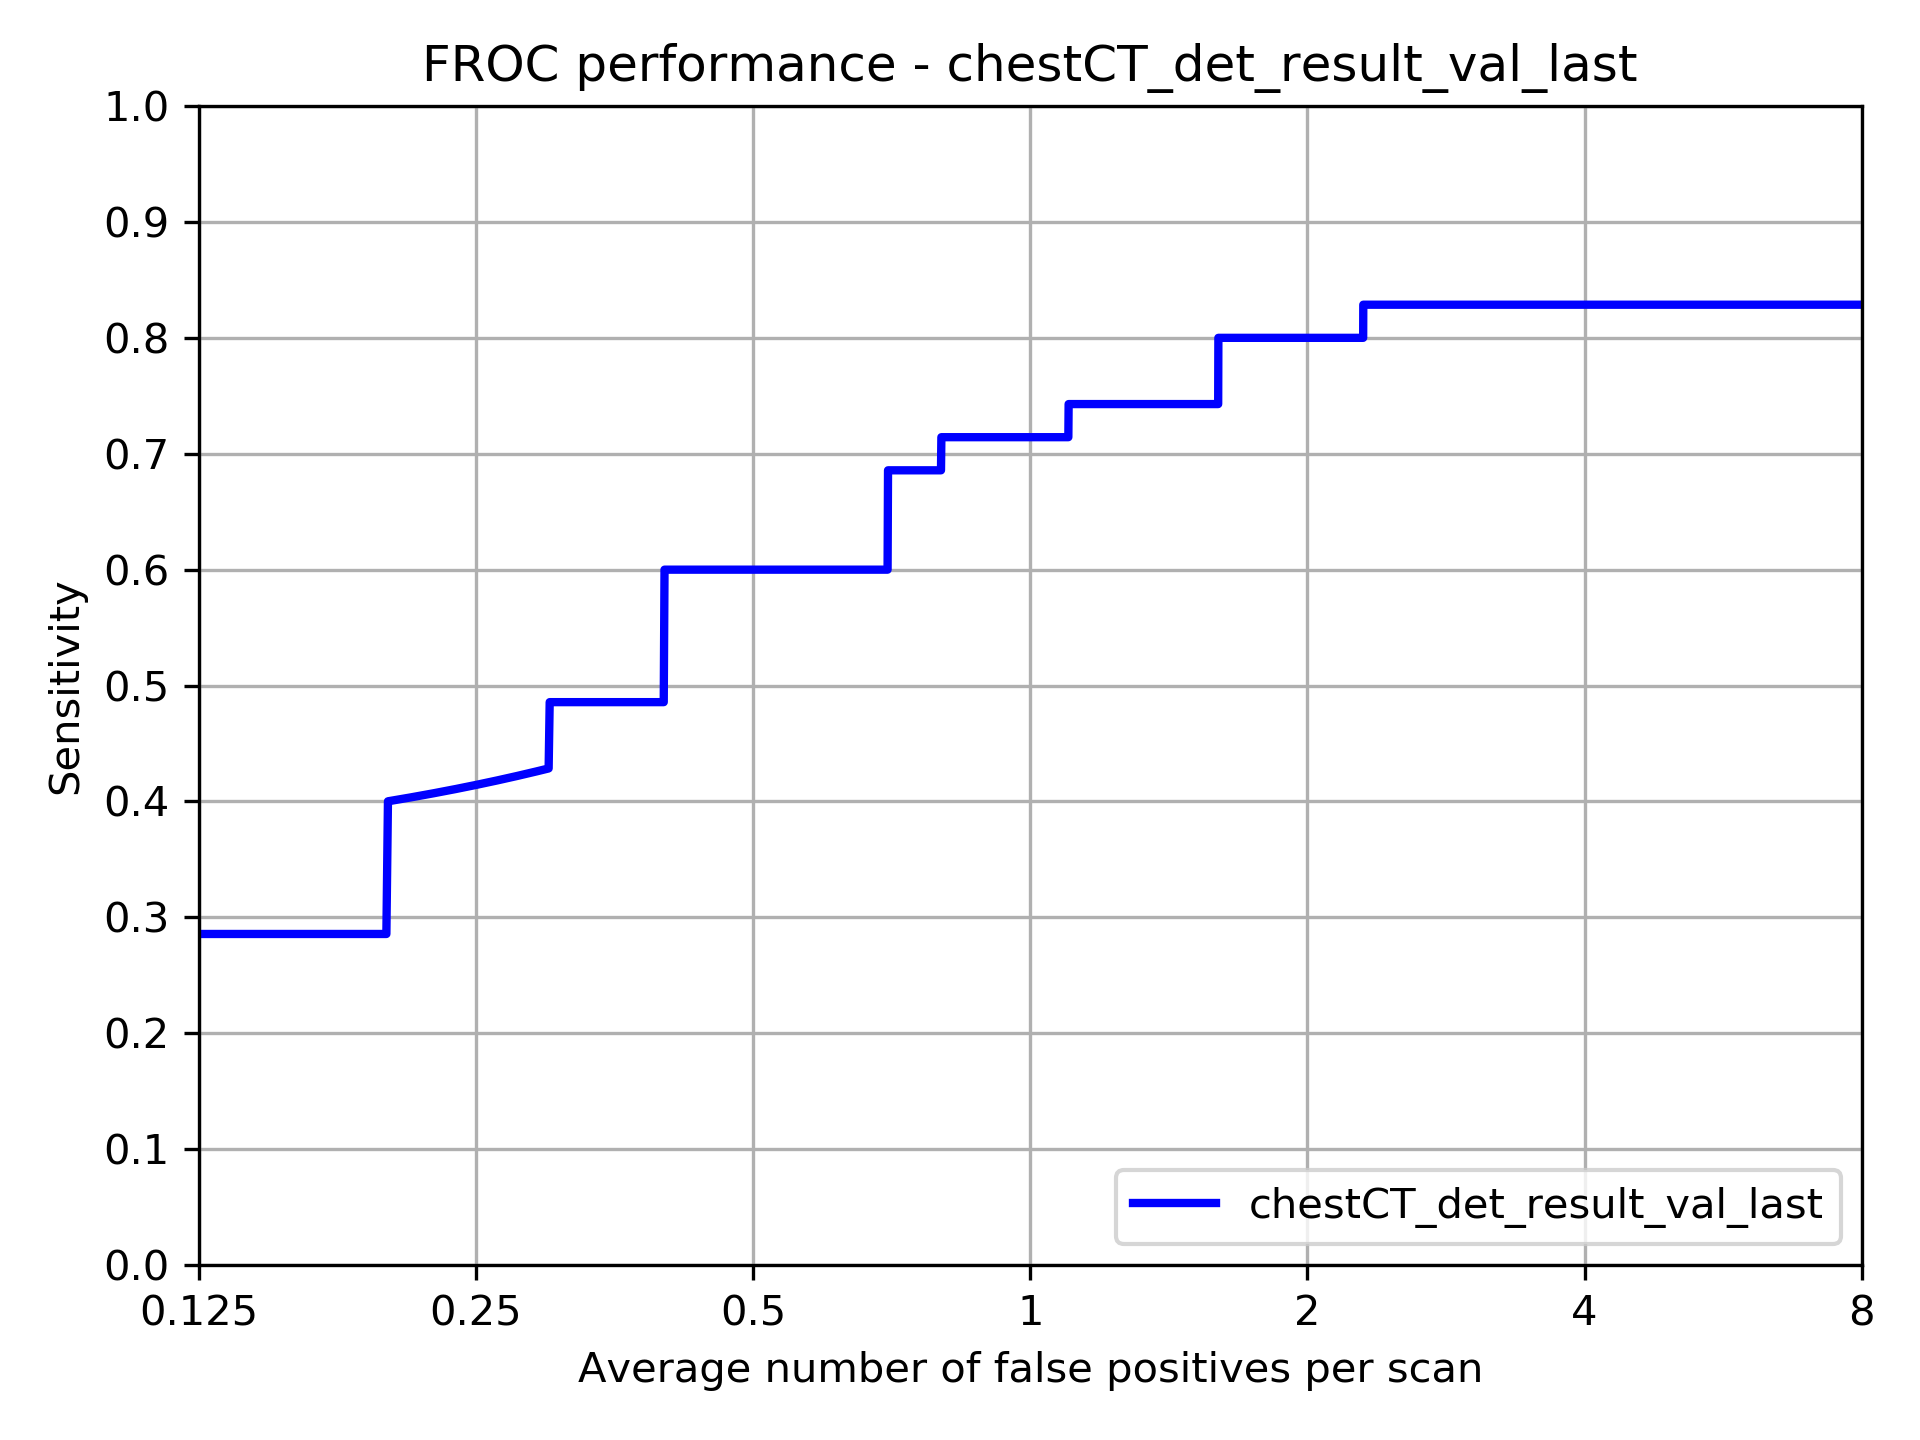 FROC performance - chestCT_det_result_val_last
1.0
0.9
0.8
0.7
0.6
0.5
0.4
0.3
0.2
0.1
0.0
Sensitivity
chestCT_det_result_val_last
0.125 0.25 0.5 1 2 4 8
Average number of false positives per scan